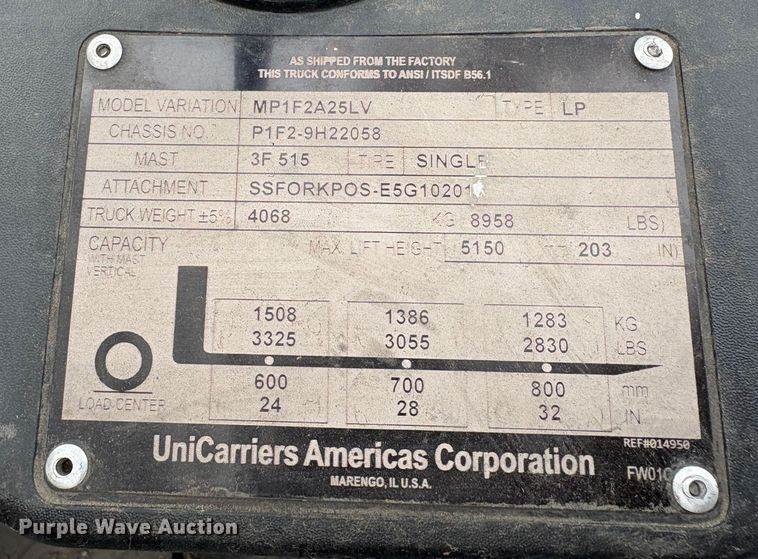 AS SHIPPED FROM THE FACTORY
THIS TRUCK CONFORMS TO ANSI / ITSDF B56.1
MODEL VARIATION MP1F2A25LV TYPE LP
CHASSIS NO. P1F2-9H22058
MAST 3F 515 TIRE SINGLE
ATTACHMENT SSFORKPOS-E5G10201
TRUCK WEIGHT ±5% 4068 KG 8958 LBS)
CAPACITY MAX. LIFT HEIGHT 5150 mm 203 IN)
WITH MAST
VERTICAL
1508 1386 1283 KG
3325 3055 2830 LBS
600 700 800 mm
LOAD CENTER 24 28 32 IN
REF#014950
UniCarriers Americas Corporation
MARENGO, IL U.S.A.
Purple Wave Auction